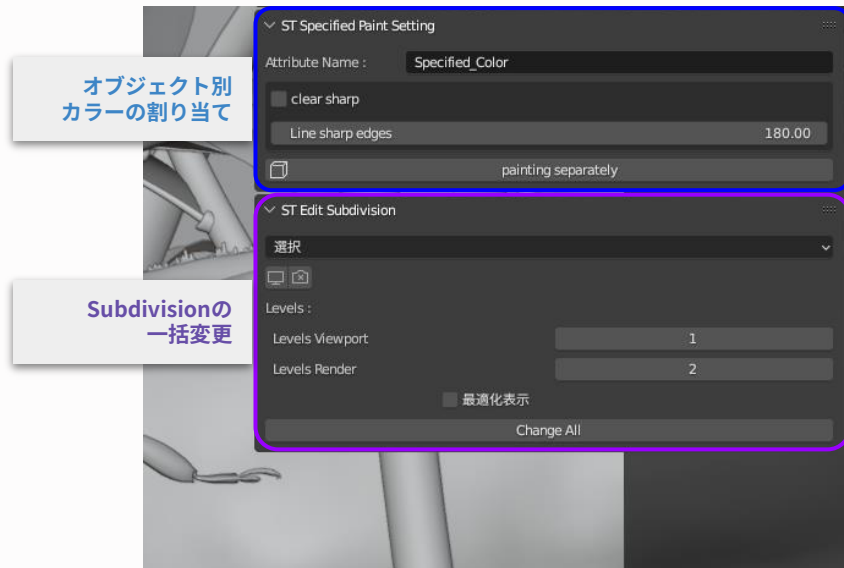 ST Specified Paint Setting
Attribute Name :
Specified_Color
オブジェクト別
カラーの割り当て
clear sharp
Line sharp edges
180.00
painting separately
ST Edit Subdivision
選択
Subdivisionの
一括変更
Levels :
Levels Viewport
1
Levels Render
2
最適化表示
Change All